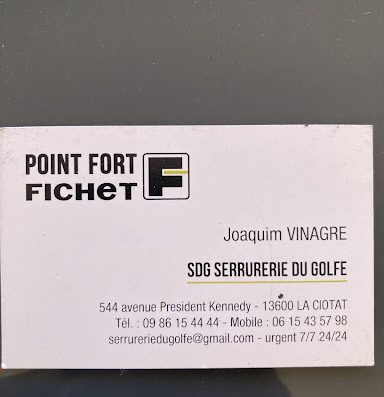 POINT FORT
FICHET F
Joaquim VINAGRE
SDG SERRURERIE DU GOLFE
544 avenue President Kennedy - 13600 LA CIOTAT
Tél. : 09 86 15 44 44 - Mobile : 06 15 43 57 98
serrureriedugolfe@gmail.com - urgent 7/7 24/24